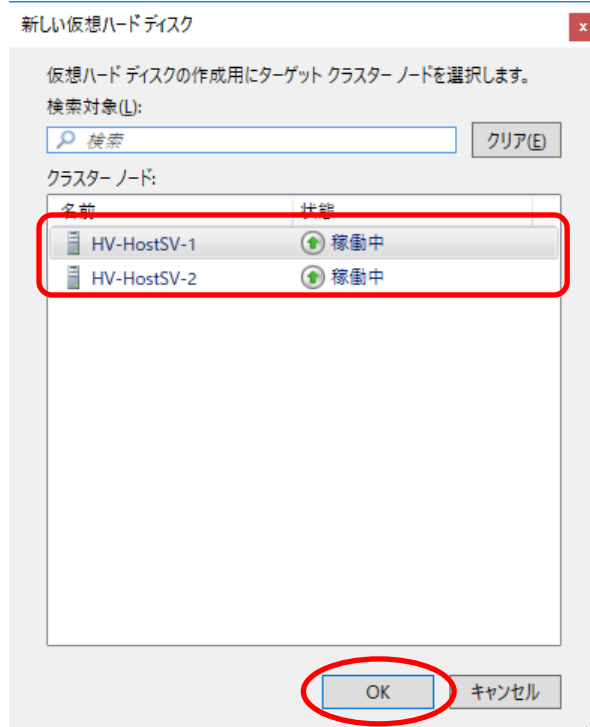 新しい仮想ハード ディスク
x
仮想ハード ディスクの作成用にターゲット クラスター ノードを選択します。
検索対象(L):
検索
クリア(E)
クラスター ノード:
名前 状態
HV-HostSV-1 稼働中
HV-HostSV-2 稼働中
OK キャンセル